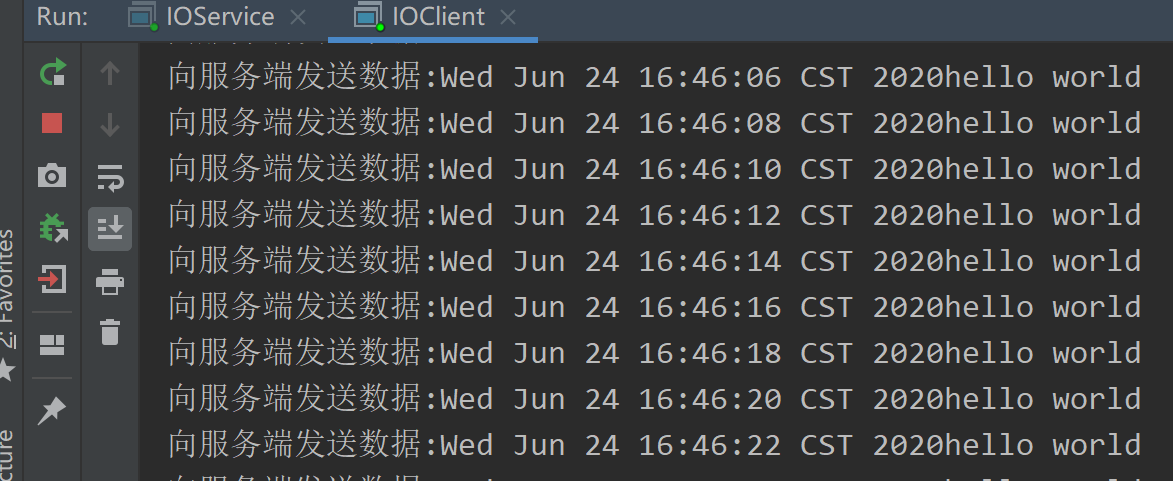 Run: IOService IOClient
向服务端发送数据:Wed Jun 24 16:46:06 CST 2020hello world
向服务端发送数据:Wed Jun 24 16:46:08 CST 2020hello world
向服务端发送数据:Wed Jun 24 16:46:10 CST 2020hello world
向服务端发送数据:Wed Jun 24 16:46:12 CST 2020hello world
向服务端发送数据:Wed Jun 24 16:46:14 CST 2020hello world
向服务端发送数据:Wed Jun 24 16:46:16 CST 2020hello world
向服务端发送数据:Wed Jun 24 16:46:18 CST 2020hello world
向服务端发送数据:Wed Jun 24 16:46:20 CST 2020hello world
向服务端发送数据:Wed Jun 24 16:46:22 CST 2020hello world
2: Favorites